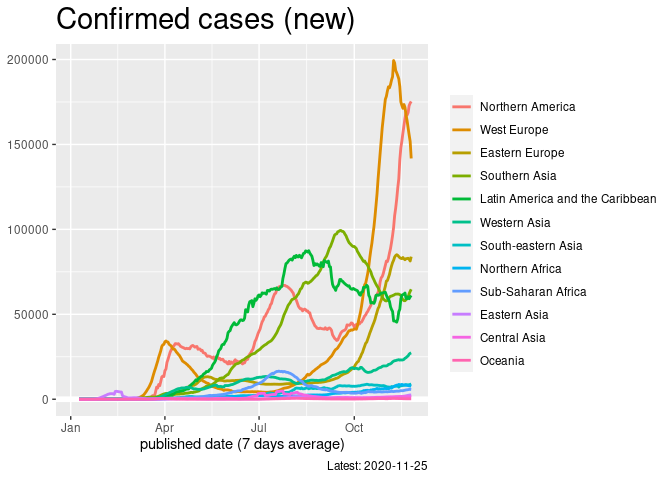 Confirmed cases (new)
200000
150000
100000
50000
0
Jan Apr Jul Oct
published date (7 days average)
Latest: 2020-11-25
Northern America
West Europe
Eastern Europe
Southern Asia
Latin America and the Caribbean
Western Asia
South-eastern Asia
Northern Africa
Sub-Saharan Africa
Eastern Asia
Central Asia
Oceania